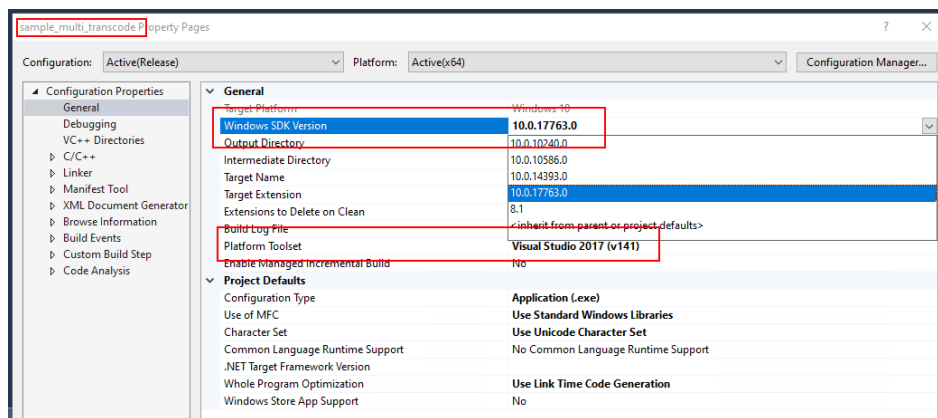 sample_multi_transcode Property Pages
? ×
Configuration: Active(Release) Platform: Active(x64) Configuration Manager...
Configuration Properties
General
Debugging
VC++ Directories
C/C++
Linker
Manifest Tool
XML Document Generator
Browse Information
Build Events
Custom Build Step
Code Analysis
General
Target Platform Windows 10
Windows SDK Version 10.0.17763.0
Output Directory 10.0.10240.0
Intermediate Directory 10.0.10586.0
Target Name 10.0.14393.0
Target Extension 10.0.17763.0
Extensions to Delete on Clean 8.1
Build Log File <inherit from parent or project defaults>
Platform Toolset Visual Studio 2017 (v141)
Enable Managed Incremental Build No
Project Defaults
Configuration Type Application (.exe)
Use of MFC Use Standard Windows Libraries
Character Set Use Unicode Character Set
Common Language Runtime Support No Common Language Runtime Support
.NET Target Framework Version
Whole Program Optimization Use Link Time Code Generation
Windows Store App Support No